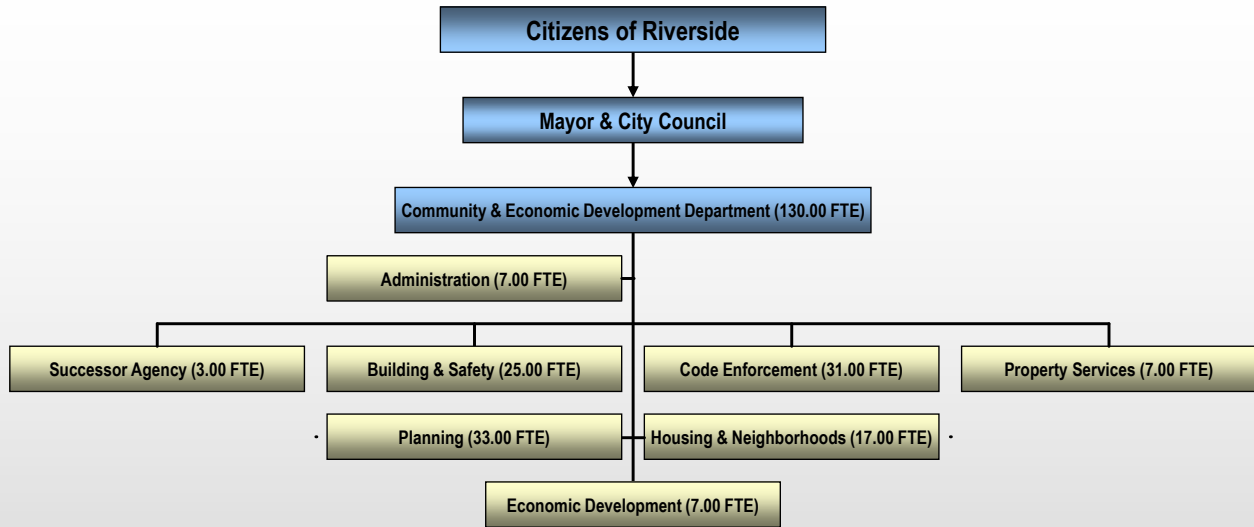 Citizens of Riverside
Mayor & City Council
Community & Economic Development Department (130.00 FTE)
Administration (7.00 FTE)
Successor Agency (3.00 FTE)
Building & Safety (25.00 FTE)
Code Enforcement (31.00 FTE)
Property Services (7.00 FTE)
Planning (33.00 FTE)
Housing & Neighborhoods (17.00 FTE)
Economic Development (7.00 FTE)